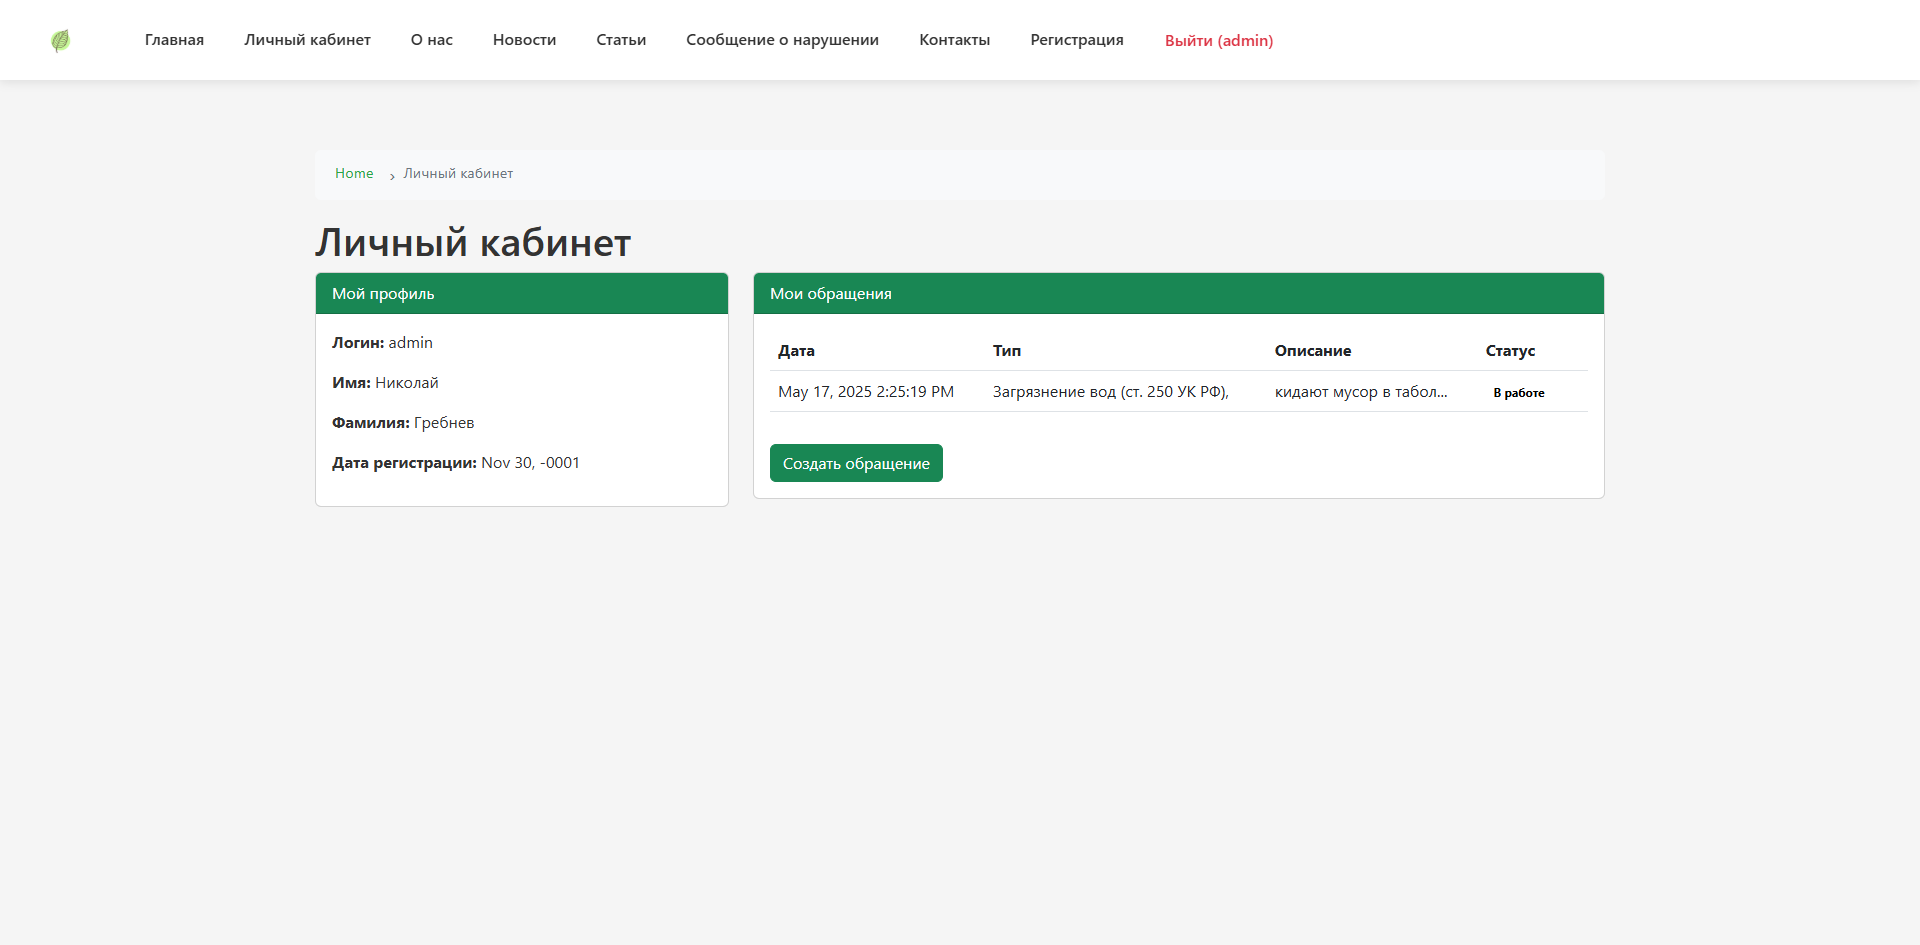 Главная Личный кабинет О нас Новости Статьи Сообщение о нарушении Контакты Регистрация Выйти (admin)
Home › Личный кабинет
Личный кабинет
Мой профиль
Логин: admin
Имя: Николай
Фамилия: Гребнев
Дата регистрации: Nov 30, -0001
Мои обращения
Дата Тип Описание Статус
May 17, 2025 2:25:19 PM Загрязнение вод (ст. 250 УК РФ), кидают мусор в табол... В работе
Создать обращение